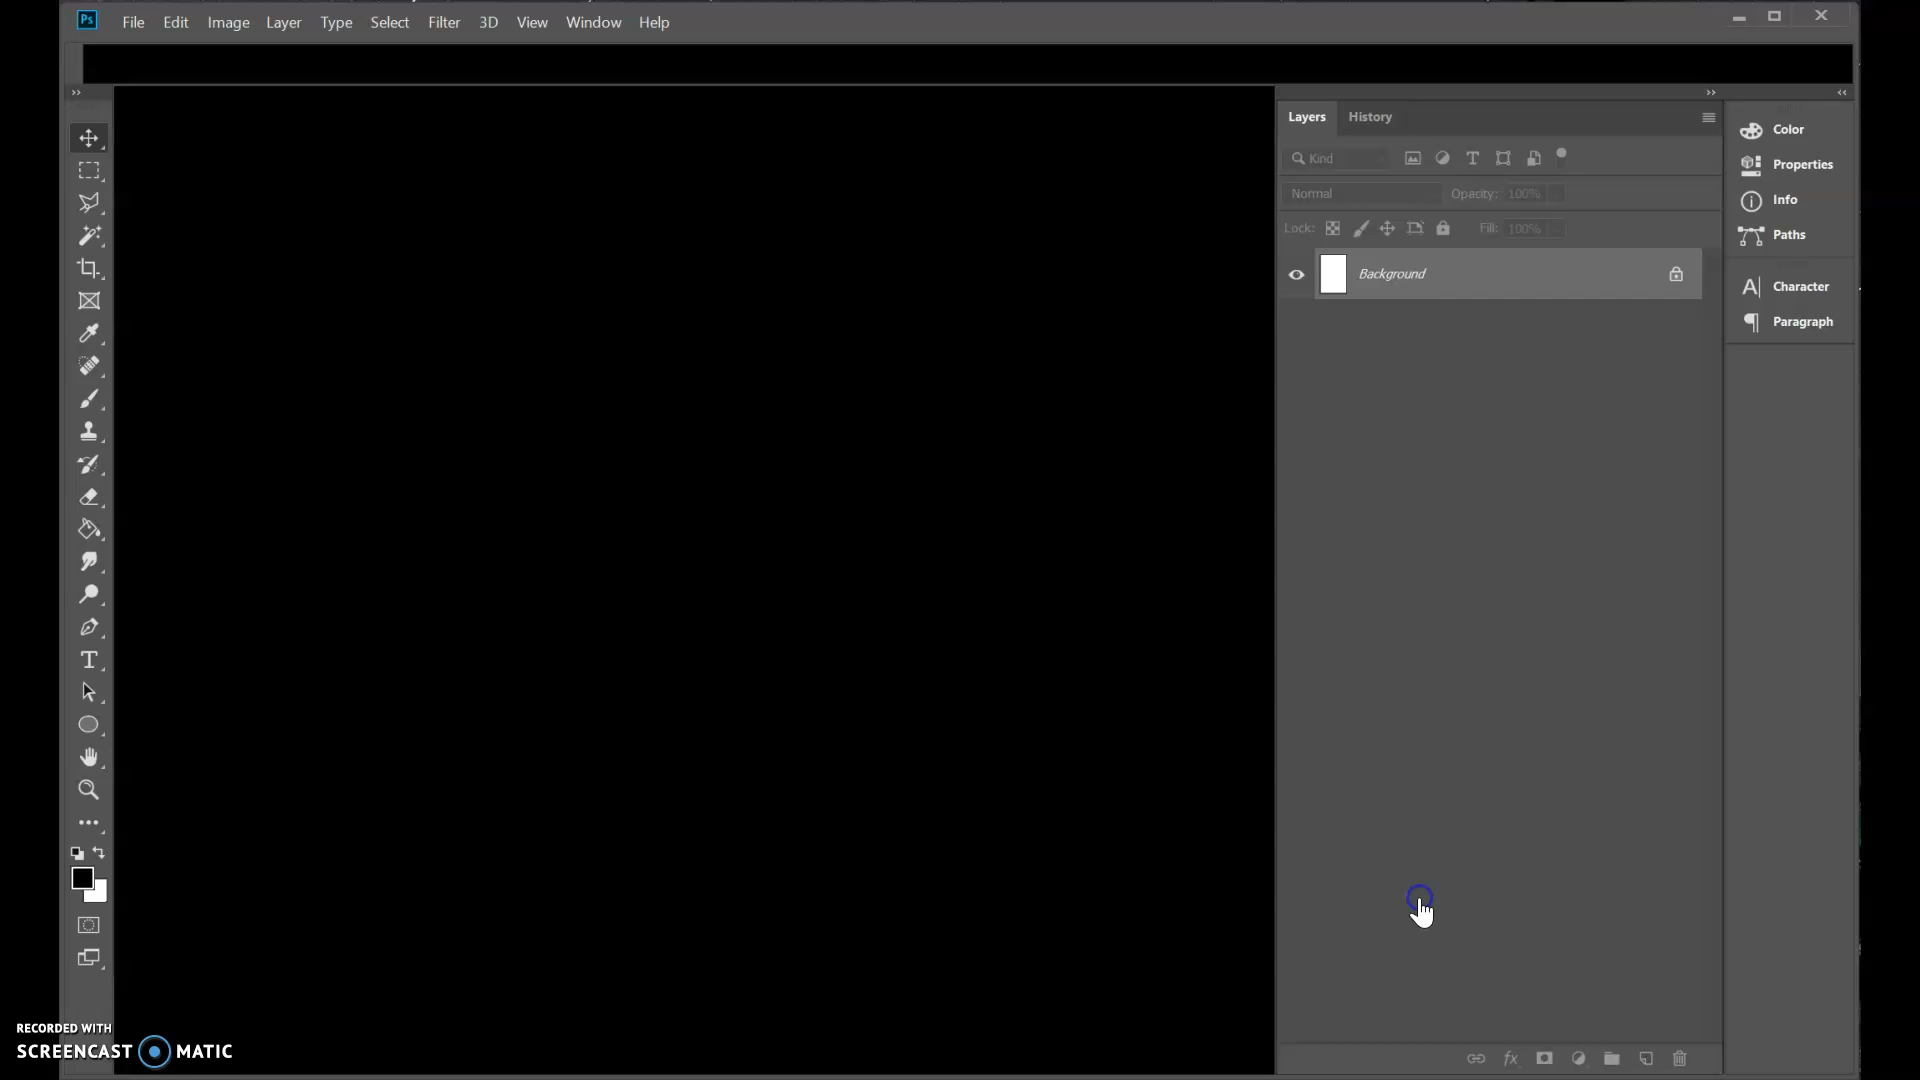 Ps File Edit Image Layer Type Select Filter 3D View Window Help
Layers History
Kind T
Normal Opacity: 100%
Lock: Fill: 100%
Background
Color
Properties
Info
Paths
Character
Paragraph
T
fx
RECORDED WITH
SCREENCAST MATIC